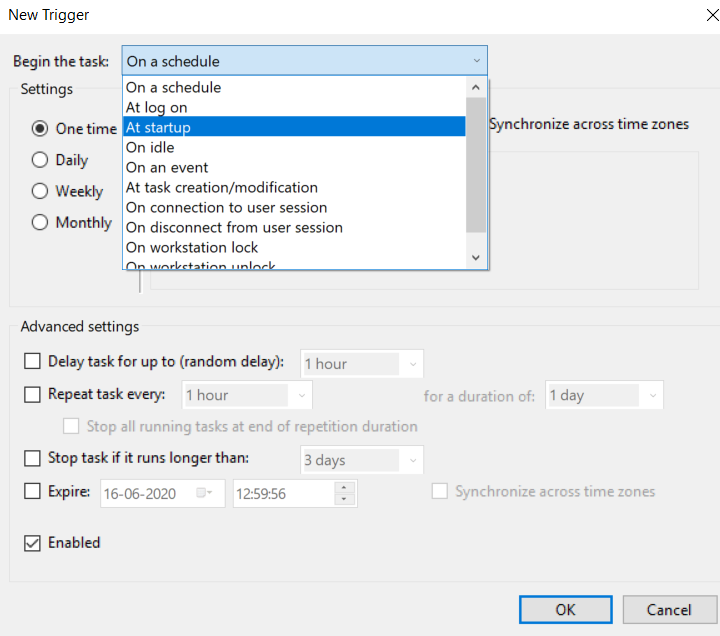 New Trigger
Begin the task: On a schedule
Settings
On a schedule
At log on
At startup
On idle
On an event
At task creation/modification
On connection to user session
On disconnect from user session
On workstation lock
On workstation unlock
One time
Daily
Weekly
Monthly
Synchronize across time zones
Advanced settings
Delay task for up to (random delay): 1 hour
Repeat task every: 1 hour for a duration of: 1 day
Stop all running tasks at end of repetition duration
Stop task if it runs longer than: 3 days
Expire: 16-06-2020 12:59:56 Synchronize across time zones
Enabled
OK Cancel